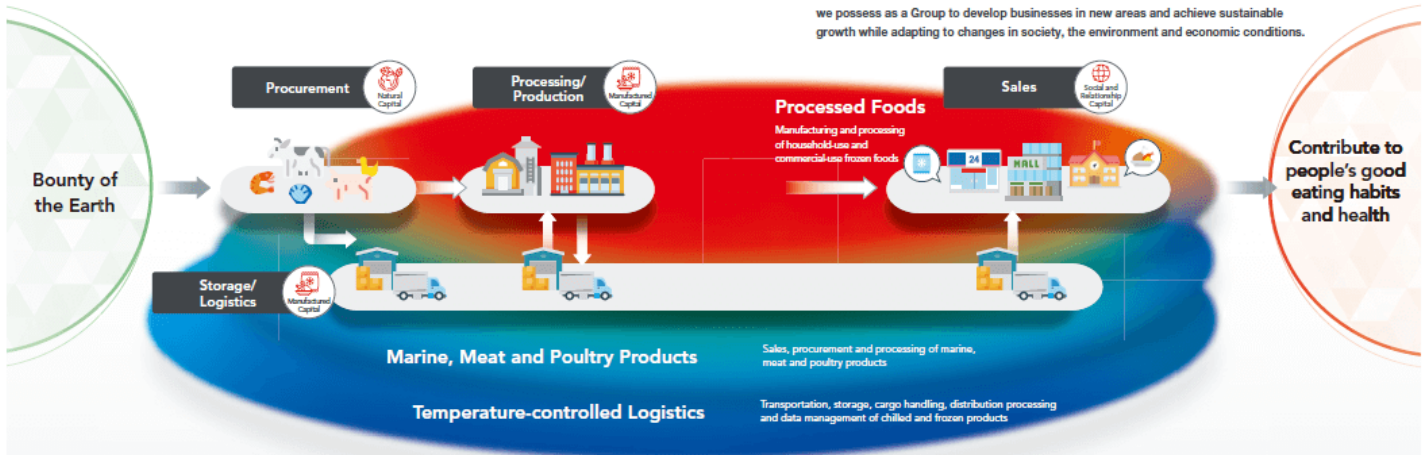 we possess as a Group to develop businesses in new areas and achieve sustainable
growth while adapting to changes in society, the environment and economic conditions.
Procurement
Natural
Capital
Processing/
Production
Manufactured
Capital
Sales
Social and
Relationship
Capital
Processed Foods
Manufacturing and processing
of household-use and
commercial-use frozen foods
24
MALL
Bounty of
the Earth
Contribute to
people's good
eating habits
and health
Storage/
Logistics
Manufactured
Capital
Marine, Meat and Poultry Products
Sales, procurement and processing of marine,
meat and poultry products
Temperature-controlled Logistics
Transportation, storage, cargo handling, distribution processing
and data management of chilled and frozen products